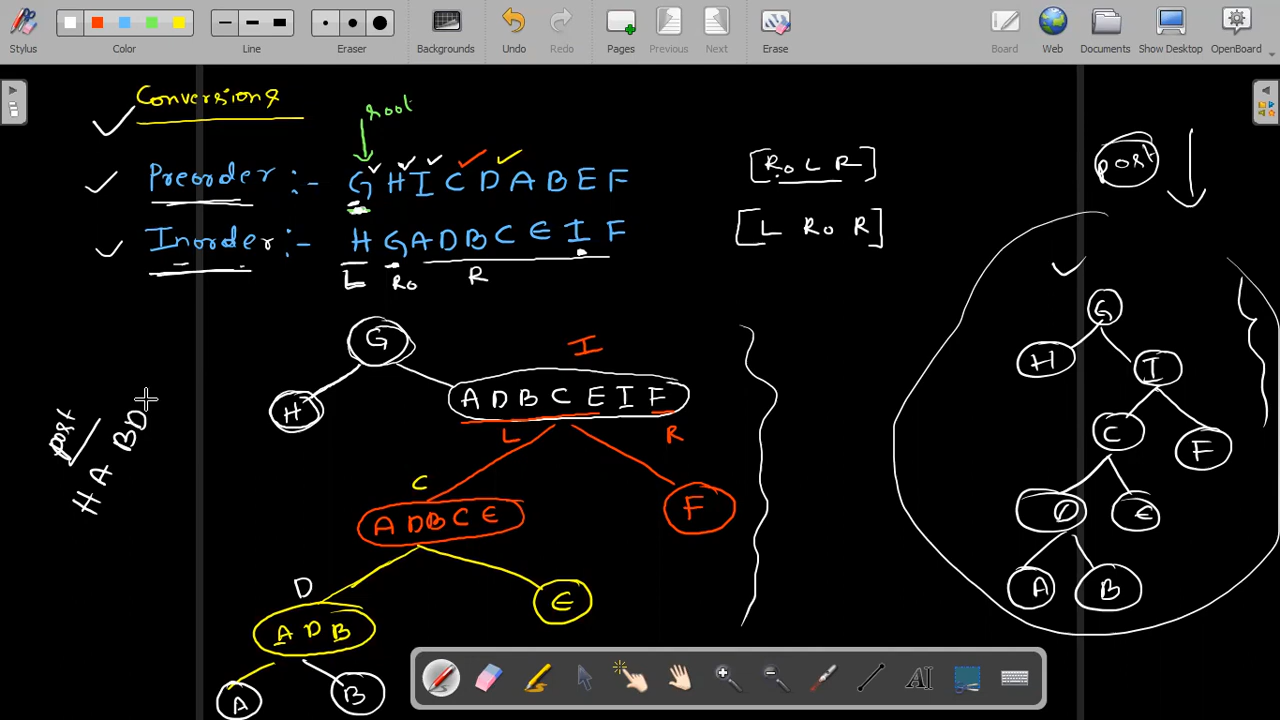 Stylus
Color
Line
Eraser
Backgrounds
Undo
Redo
Pages
Previous
Next
Erase
Board
Web
Documents
Show Desktop
OpenBoard
Conversions
root
Preorder :- G H I C D A B E F
[Ro L R]
post
Inorder :- H G A D B C E I F
[L Ro R]
L Ro R
G
I
H
A D B C E I F
L R
C
A D B C E
F
D
A D B
E
A B
post
H A B D
G
H I
C F
D E
A B
AI